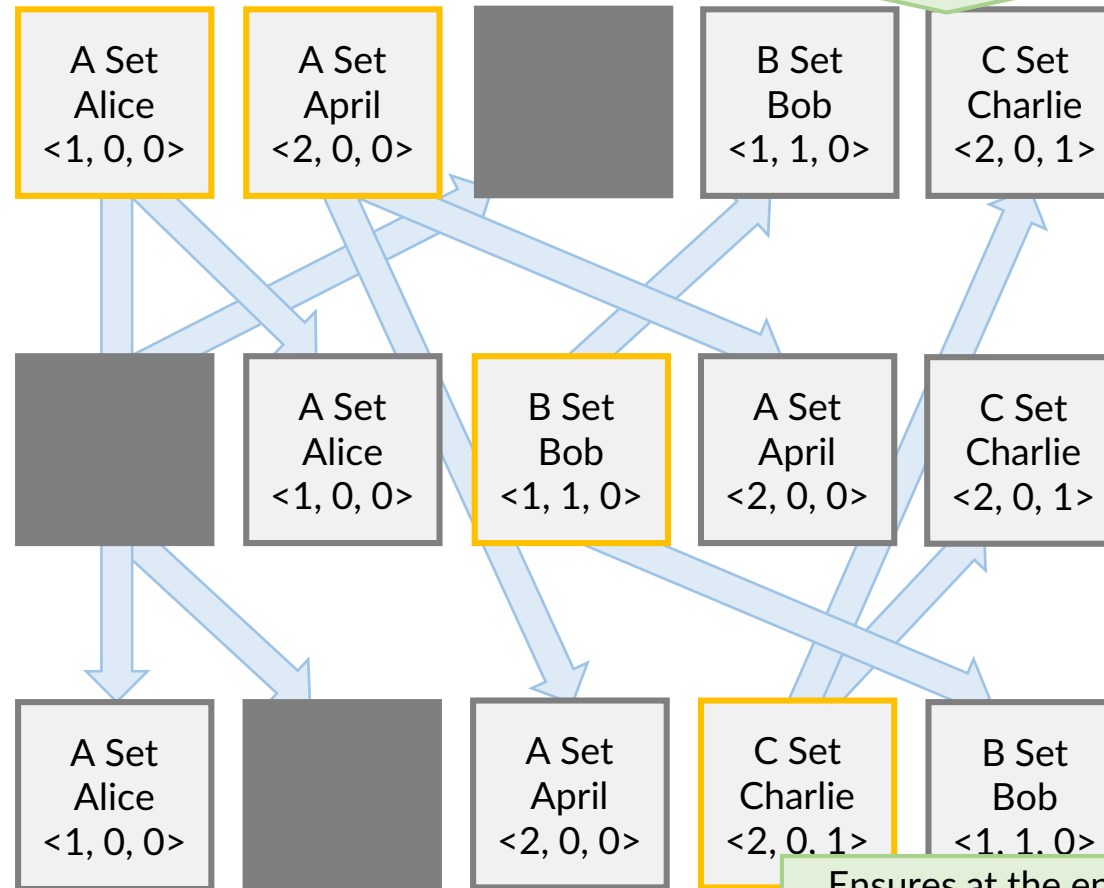 A Set
Alice
<1, 0, 0>
A Set
April
<2, 0, 0>
B Set
Bob
<1, 1, 0>
C Set
Charlie
<2, 0, 1>
A Set
Alice
<1, 0, 0>
B Set
Bob
<1, 1, 0>
A Set
April
<2, 0, 0>
C Set
Charlie
<2, 0, 1>
A Set
Alice
<1, 0, 0>
A Set
April
<2, 0, 0>
C Set
Charlie
<2, 0, 1>
B Set
Bob
<1, 1, 0>
Ensures at the